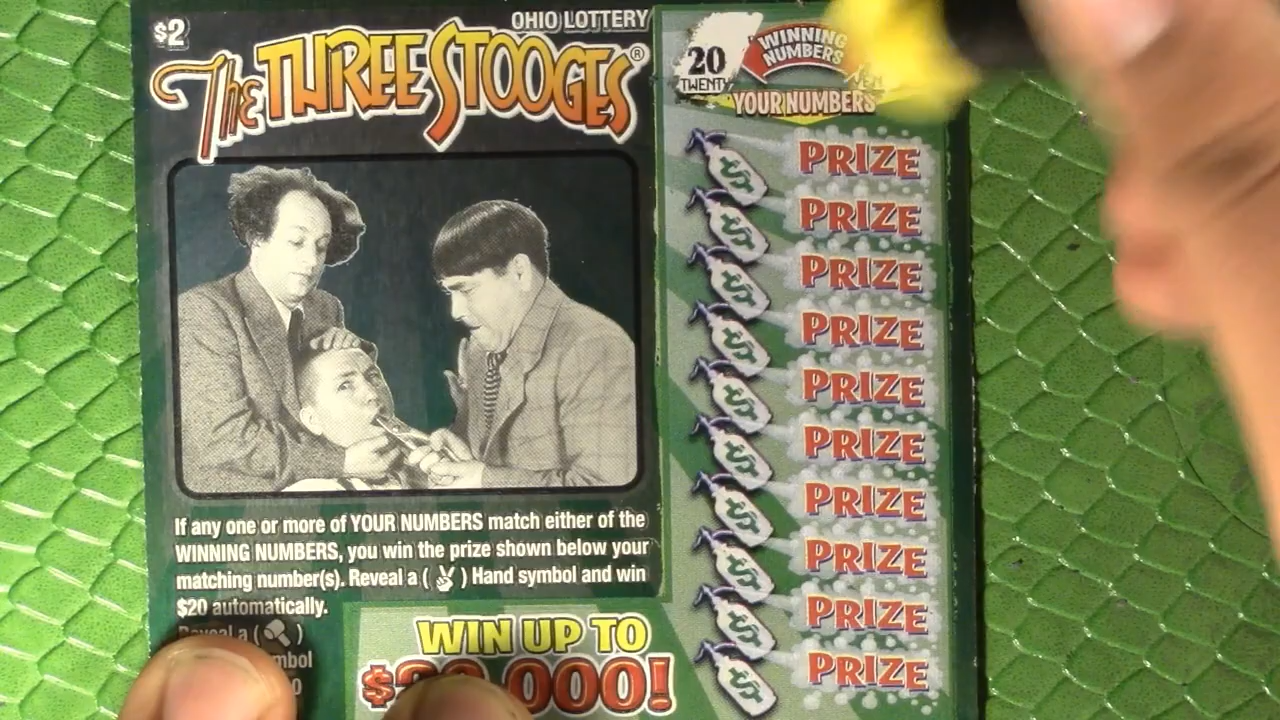 $2
OHIO LOTTERY
The THREE STOOGES®
20
TWENTY
WINNING
NUMBERS
YOUR NUMBERS
PRIZE
PRIZE
PRIZE
PRIZE
PRIZE
PRIZE
PRIZE
PRIZE
PRIZE
PRIZE
If any one or more of YOUR NUMBERS match either of the
WINNING NUMBERS, you win the prize shown below your
matching number(s). Reveal a ( ✌ ) Hand symbol and win
$20 automatically.
Reveal a ( )
WIN UP TO